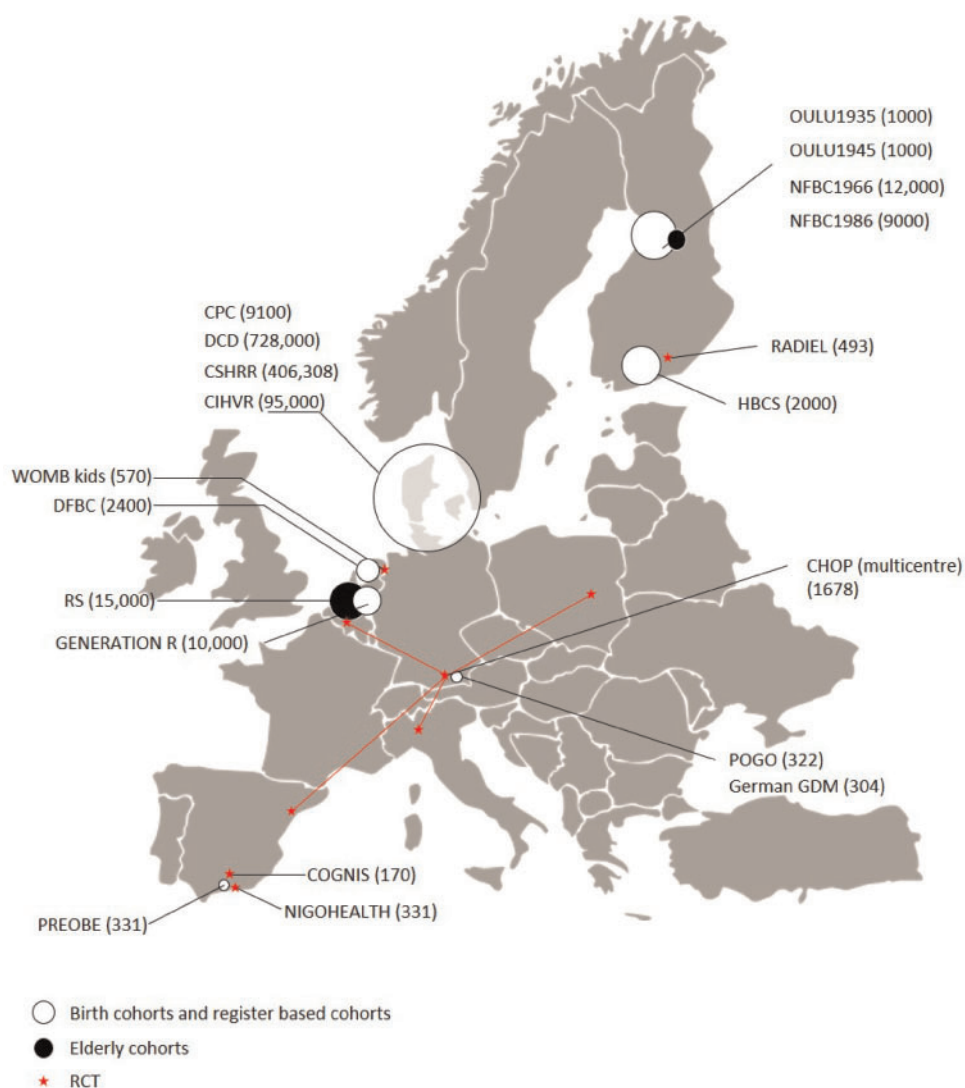 OULU1935 (1000)
OULU1945 (1000)
NFBC1966 (12,000)
NFBC1986 (9000)
CPC (9100)
DCD (728,000)
CSHRR (406,308)
CIHVR (95,000)
RADIEL (493)
HBCS (2000)
WOMB kids (570)
DFBC (2400)
CHOP (multicentre)
(1678)
RS (15,000)
GENERATION R (10,000)
POGO (322)
German GDM (304)
COGNIS (170)
NIGOHEALTH (331)
PREOBE (331)
Birth cohorts and register based cohorts
Elderly cohorts
RCT